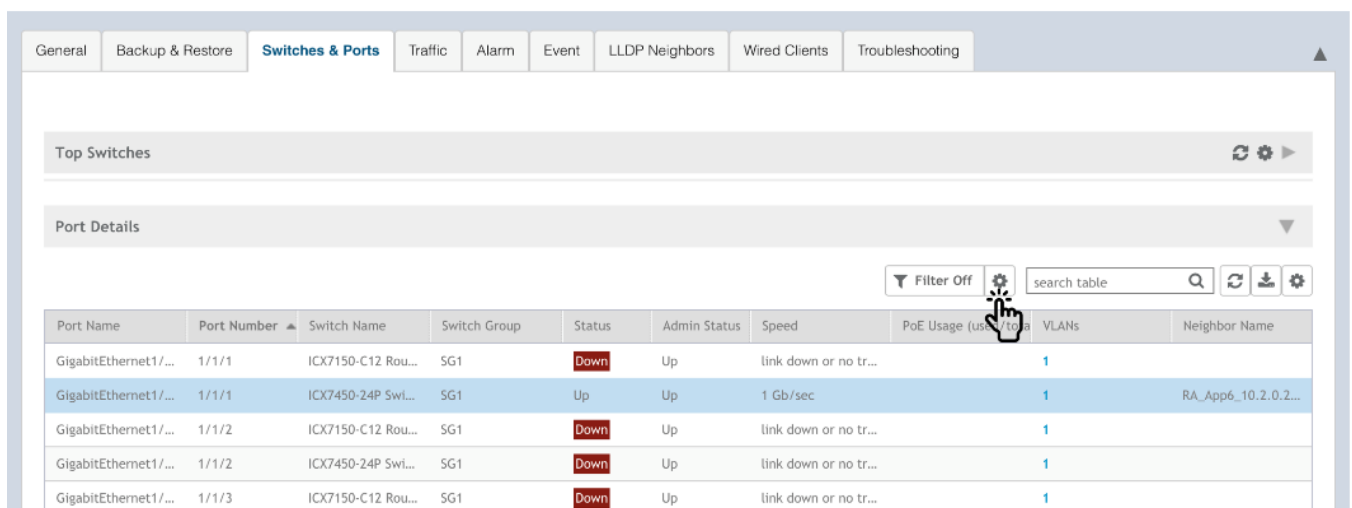 General Backup & Restore Switches & Ports Traffic Alarm Event LLDP Neighbors Wired Clients Troubleshooting
Top Switches
Port Details
Filter Off search table
Port Name Port Number Switch Name Switch Group Status Admin Status Speed PoE Usage (used/tota VLANs Neighbor Name
GigabitEthernet1/... 1/1/1 ICX7150-C12 Rou... SG1 Down Up link down or no tr... 1
GigabitEthernet1/... 1/1/1 ICX7450-24P Swi... SG1 Up Up 1 Gb/sec 1 RA_App6_10.2.0.2...
GigabitEthernet1/... 1/1/2 ICX7150-C12 Rou... SG1 Down Up link down or no tr... 1
GigabitEthernet1/... 1/1/2 ICX7450-24P Swi... SG1 Down Up link down or no tr... 1
GigabitEthernet1/... 1/1/3 ICX7150-C12 Rou... SG1 Down Up link down or no tr... 1